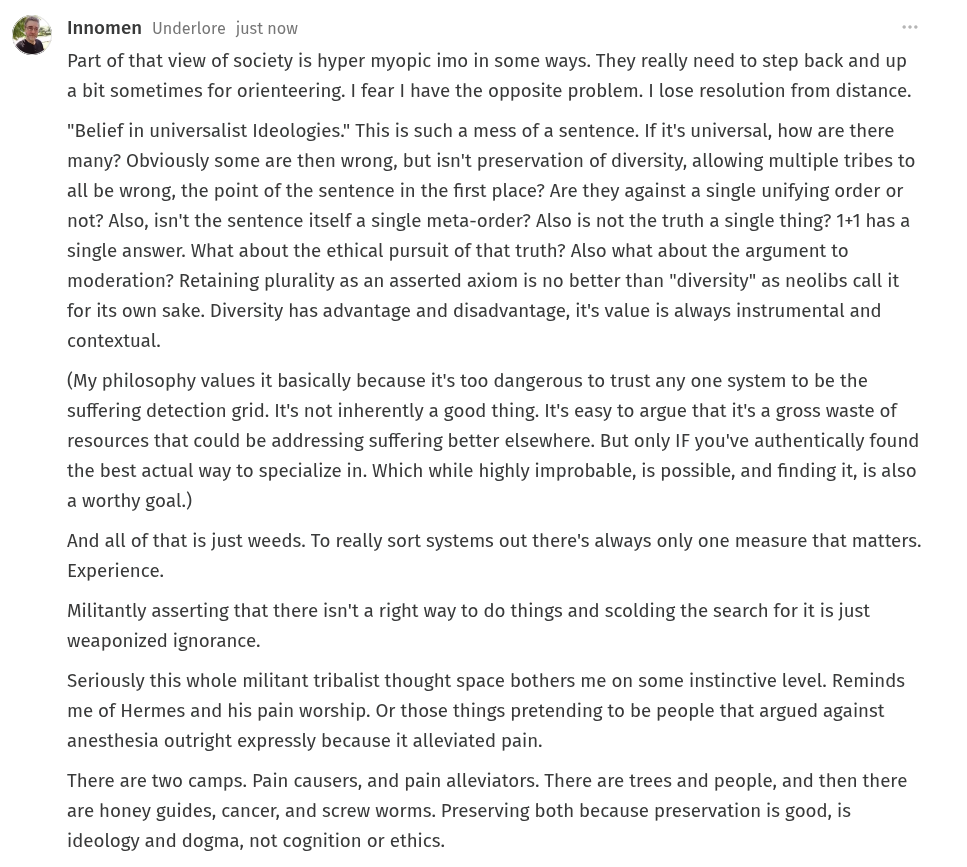 Innomen Underlore just now
Part of that view of society is hyper myopic imo in some ways. They really need to step back and up
a bit sometimes for orienteering. I fear I have the opposite problem. I lose resolution from distance.
"Belief in universalist Ideologies." This is such a mess of a sentence. If it's universal, how are there
many? Obviously some are then wrong, but isn't preservation of diversity, allowing multiple tribes to
all be wrong, the point of the sentence in the first place? Are they against a single unifying order or
not? Also, isn't the sentence itself a single meta-order? Also is not the truth a single thing? 1+1 has a
single answer. What about the ethical pursuit of that truth? Also what about the argument to
moderation? Retaining plurality as an asserted axiom is no better than "diversity" as neolibs call it
for its own sake. Diversity has advantage and disadvantage, it's value is always instrumental and
contextual.
(My philosophy values it basically because it's too dangerous to trust any one system to be the
suffering detection grid. It's not inherently a good thing. It's easy to argue that it's a gross waste of
resources that could be addressing suffering better elsewhere. But only IF you've authentically found
the best actual way to specialize in. Which while highly improbable, is possible, and finding it, is also
a worthy goal.)
And all of that is just weeds. To really sort systems out there's always only one measure that matters.
Experience.
Militantly asserting that there isn't a right way to do things and scolding the search for it is just
weaponized ignorance.
Seriously this whole militant tribalist thought space bothers me on some instinctive level. Reminds
me of Hermes and his pain worship. Or those things pretending to be people that argued against
anesthesia outright expressly because it alleviated pain.
There are two camps. Pain causers, and pain alleviators. There are trees and people, and then there
are honey guides, cancer, and screw worms. Preserving both because preservation is good, is
ideology and dogma, not cognition or ethics.